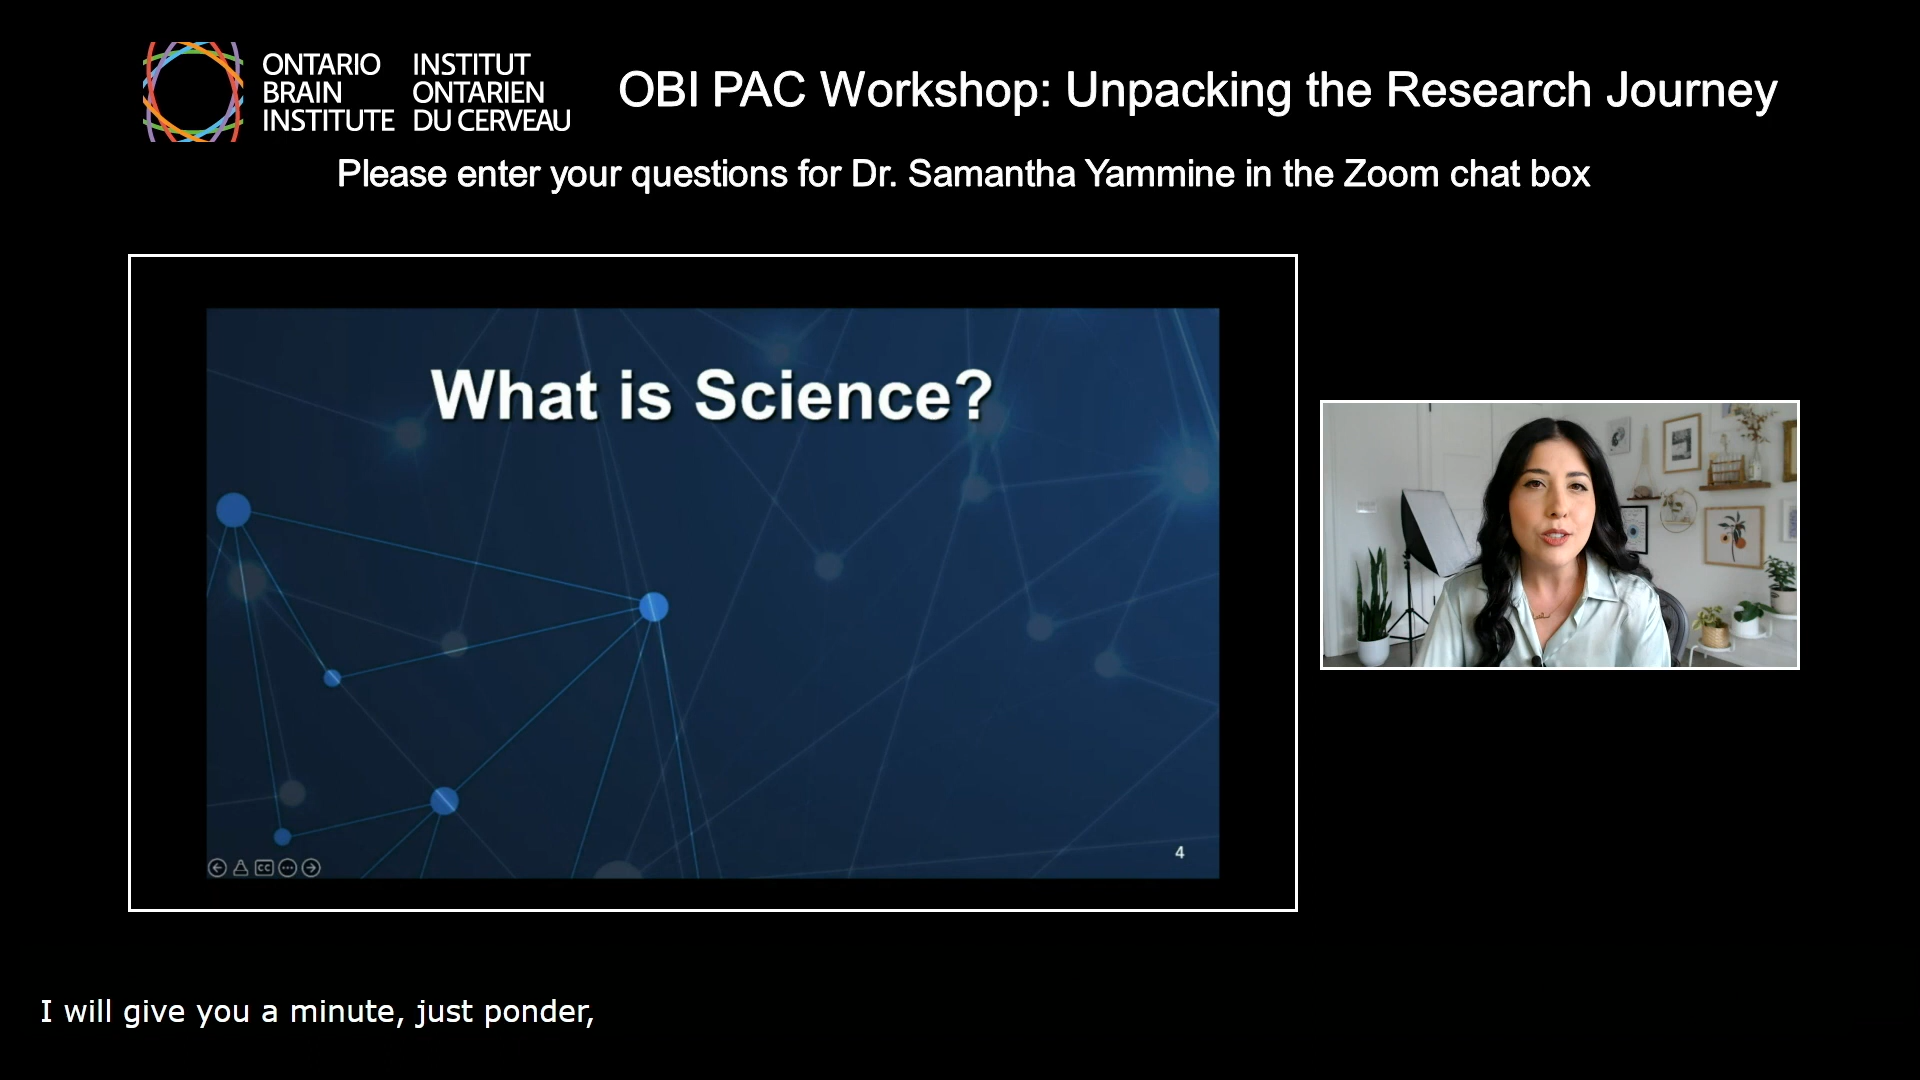 ONTARIO
BRAIN
INSTITUTE
INSTITUT
ONTARIEN
DU CERVEAU
OBI PAC Workshop: Unpacking the Research Journey
Please enter your questions for Dr. Samantha Yammine in the Zoom chat box
What is Science?
CC
4
I will give you a minute, just ponder,